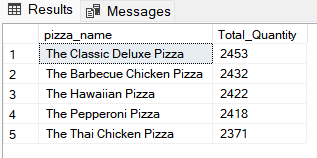 Results Messages
pizza_name Total_Quantity
1 The Classic Deluxe Pizza 2453
2 The Barbecue Chicken Pizza 2432
3 The Hawaiian Pizza 2422
4 The Pepperoni Pizza 2418
5 The Thai Chicken Pizza 2371